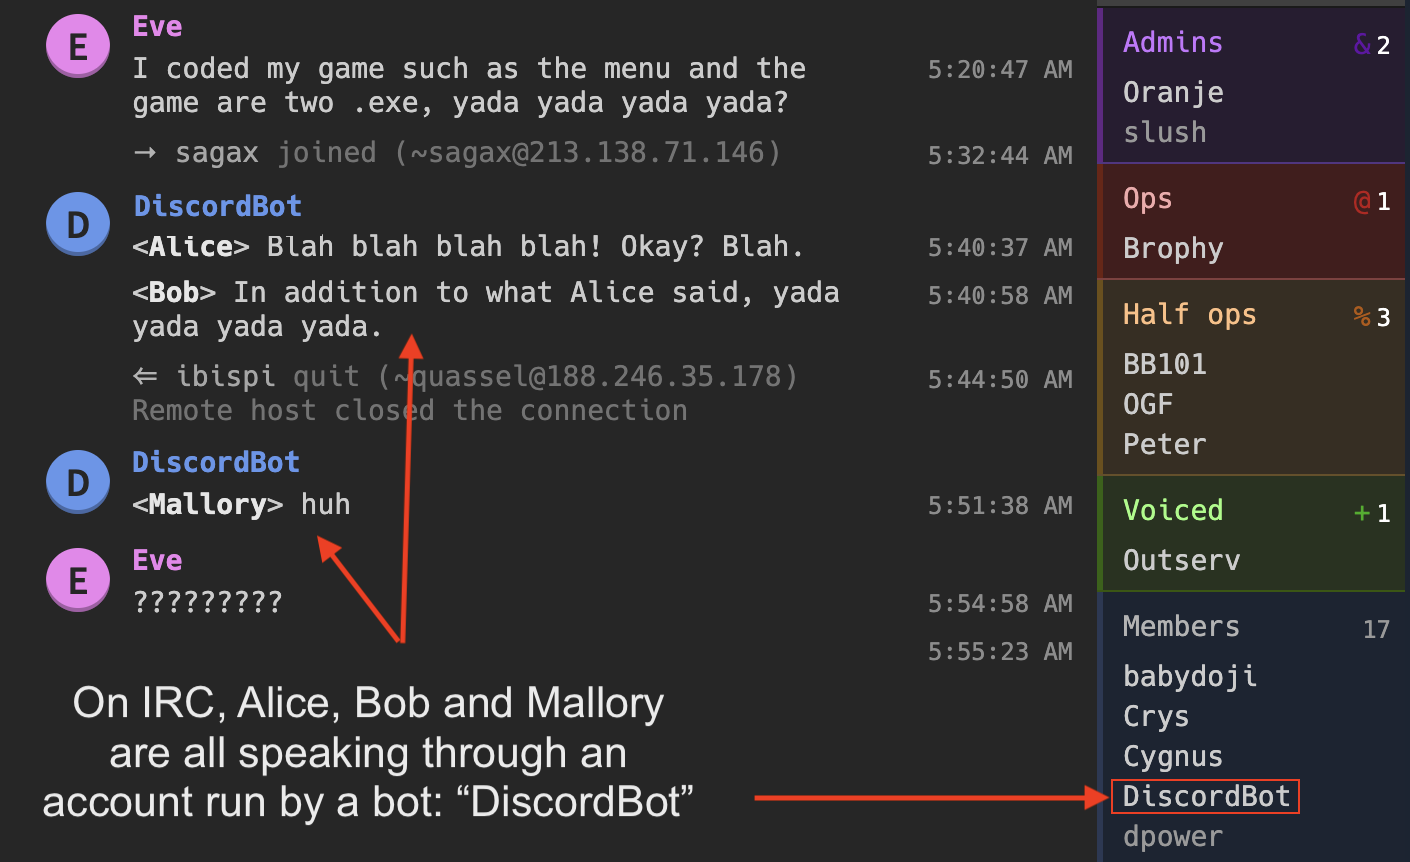 E
Eve
I coded my game such as the menu and the 5:20:47 AM
game are two .exe, yada yada yada yada?
→ sagax joined (~sagax@213.138.71.146) 5:32:44 AM
D
DiscordBot
<Alice> Blah blah blah blah! Okay? Blah. 5:40:37 AM
<Bob> In addition to what Alice said, yada 5:40:58 AM
yada yada yada.
⇐ ibispi quit (~quassel@188.246.35.178) 5:44:50 AM
Remote host closed the connection
D
DiscordBot
<Mallory> huh 5:51:38 AM
E
Eve
????????? 5:54:58 AM
5:55:23 AM
On IRC, Alice, Bob and Mallory
are all speaking through an
account run by a bot: “DiscordBot”
Admins &2
Oranje
slush
Ops @1
Brophy
Half ops %3
BB101
OGF
Peter
Voiced +1
Outserv
Members 17
babydoji
Crys
Cygnus
DiscordBot
dpower